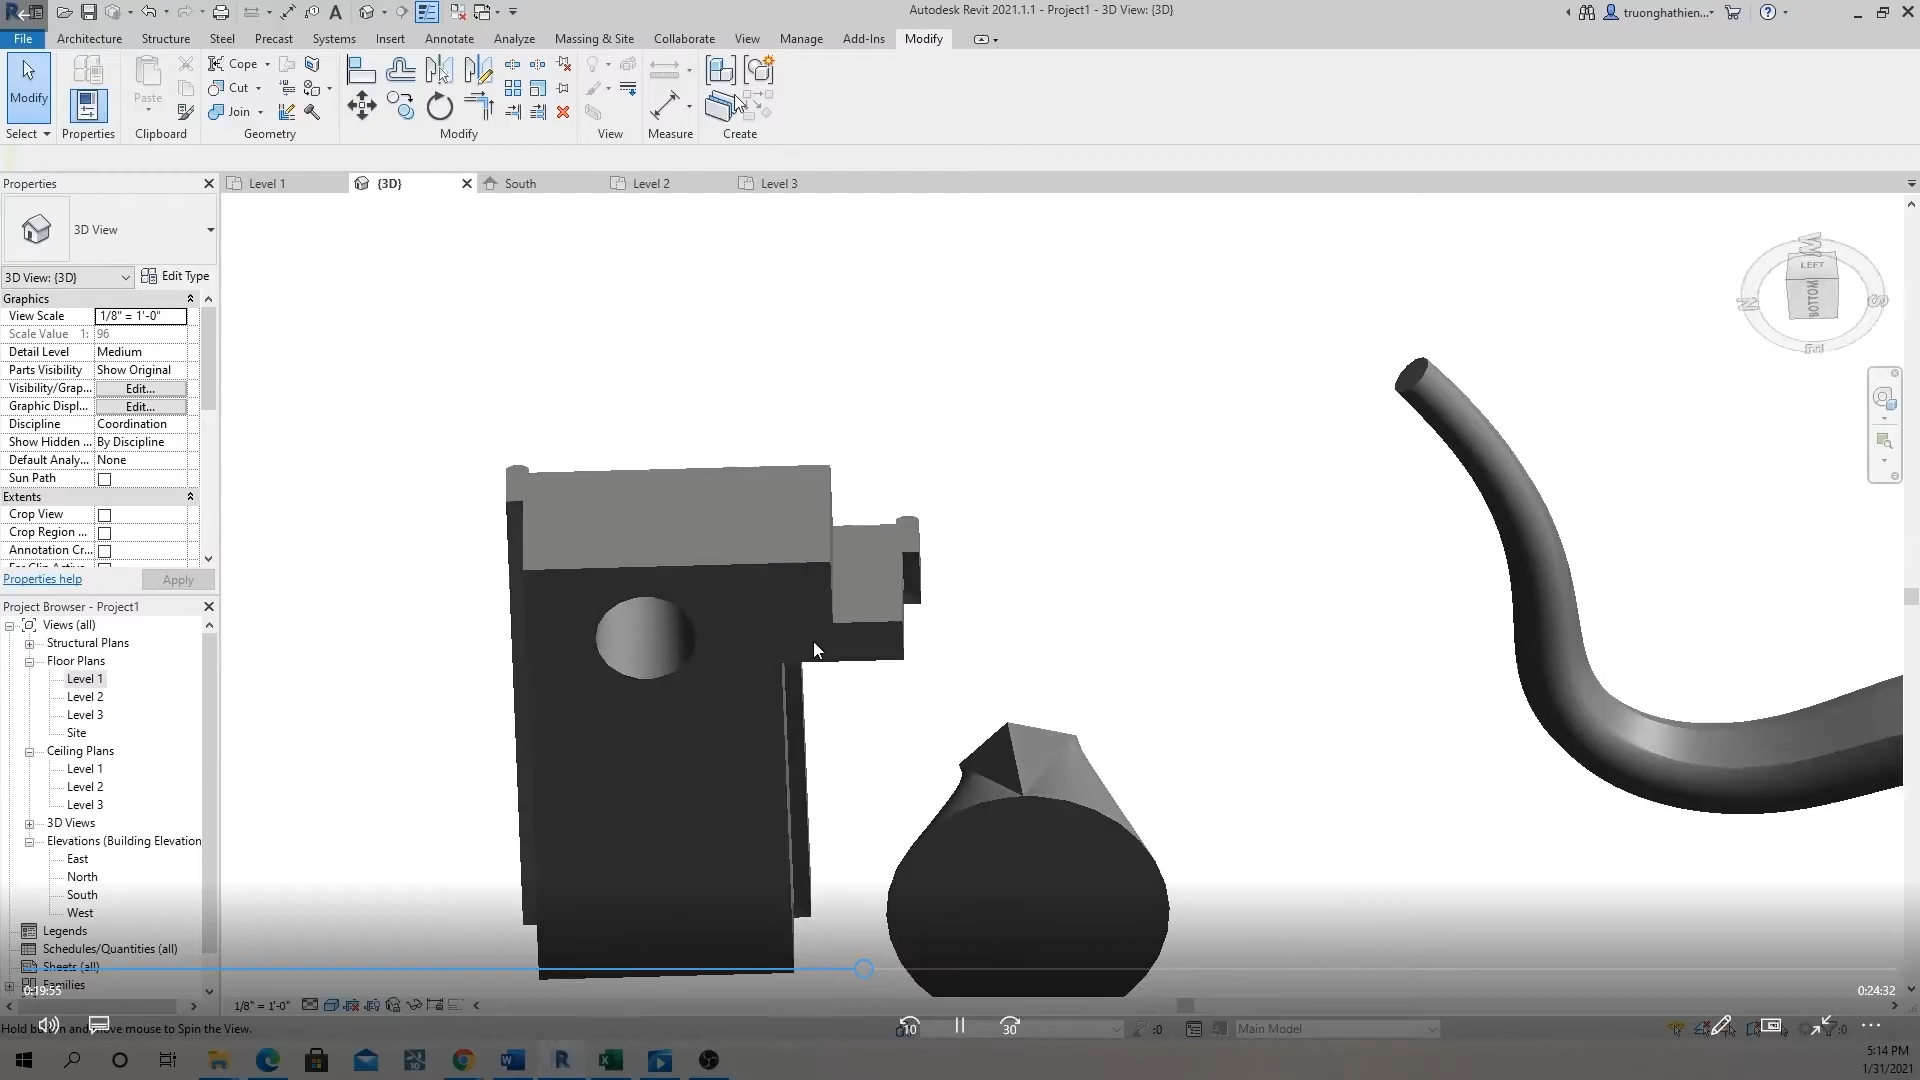 Autodesk Revit 2021.1.1 - Project1 - 3D View: {3D}
truonghathien...
File Architecture Structure Steel Precast Systems Insert Annotate Analyze Massing & Site Collaborate View Manage Add-Ins Modify
Modify
Paste
Cope
Cut
Join
Select Properties Clipboard Geometry Modify View Measure Create
Properties
Level 1 {3D} South Level 2 Level 3
3D View
3D View: {3D} Edit Type
Graphics
View Scale 1/8" = 1'-0"
Scale Value 1: 96
Detail Level Medium
Parts Visibility Show Original
Visibility/Grap... Edit...
Graphic Displ... Edit...
Discipline Coordination
Show Hidden ... By Discipline
Default Analy... None
Sun Path
Extents
Crop View
Crop Region ...
Annotation Cr...
Properties help Apply
Project Browser - Project1
Views (all)
Structural Plans
Floor Plans
Level 1
Level 2
Level 3
Site
Ceiling Plans
Level 1
Level 2
Level 3
3D Views
Elevations (Building Elevation
East
North
South
West
Legends
Schedules/Quantities (all)
Sheets (all)
Families
W
LEFT
BOTTOM
N
S
E
0:19:55
0:24:32
1/8" = 1'-0"
10
30
:0
Main Model
:0
5:14 PM
1/31/2021